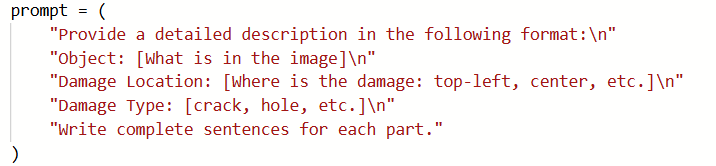 prompt = (
    "Provide a detailed description in the following format:\n"
    "Object: [What is in the image]\n"
    "Damage Location: [Where is the damage: top-left, center, etc.]\n"
    "Damage Type: [crack, hole, etc.]\n"
    "Write complete sentences for each part."
)